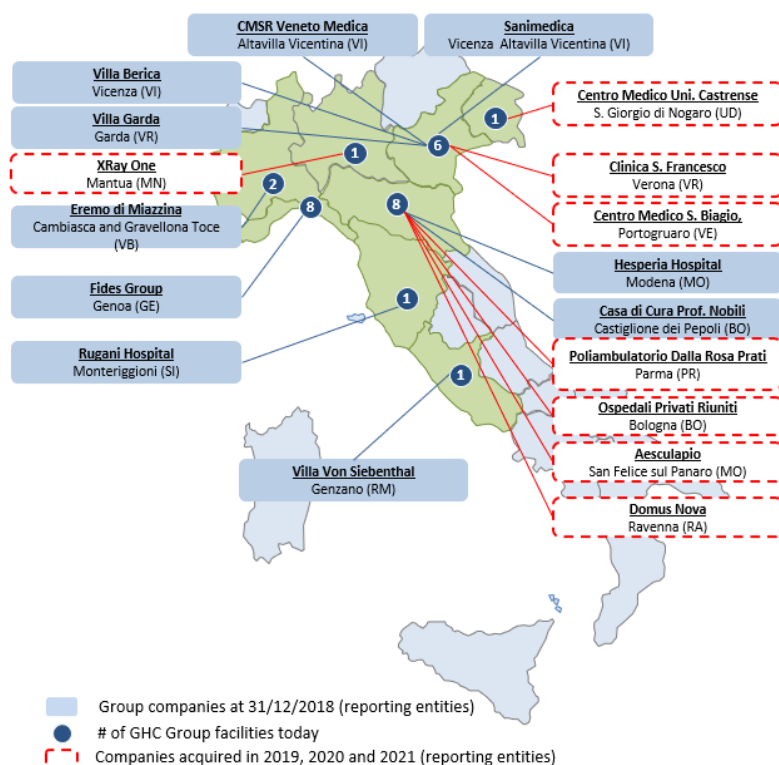 CMSR Veneto Medica
Altavilla Vicentina (VI)
Sanimedica
Vicenza Altavilla Vicentina (VI)
Villa Berica
Vicenza (VI)
Villa Garda
Garda (VR)
XRay One
Mantua (MN)
Eremo di Miazzina
Cambiasca and Gravellona Toce
(VB)
Fides Group
Genoa (GE)
Rugani Hospital
Monteriggioni (SI)
Villa Von Siebenthal
Genzano (RM)
1
6
1
2
8
8
1
1
Centro Medico Uni. Castrense
S. Giorgio di Nogaro (UD)
Clinica S. Francesco
Verona (VR)
Centro Medico S. Biagio,
Portogruaro (VE)
Hesperia Hospital
Modena (MO)
Casa di Cura Prof. Nobili
Castiglione dei Pepoli (BO)
Poliambulatorio Dalla Rosa Prati
Parma (PR)
Ospedali Privati Riuniti
Bologna (BO)
Aesculapio
San Felice sul Panaro (MO)
Domus Nova
Ravenna (RA)
Group companies at 31/12/2018 (reporting entities)
# of GHC Group facilities today
Companies acquired in 2019, 2020 and 2021 (reporting entities)